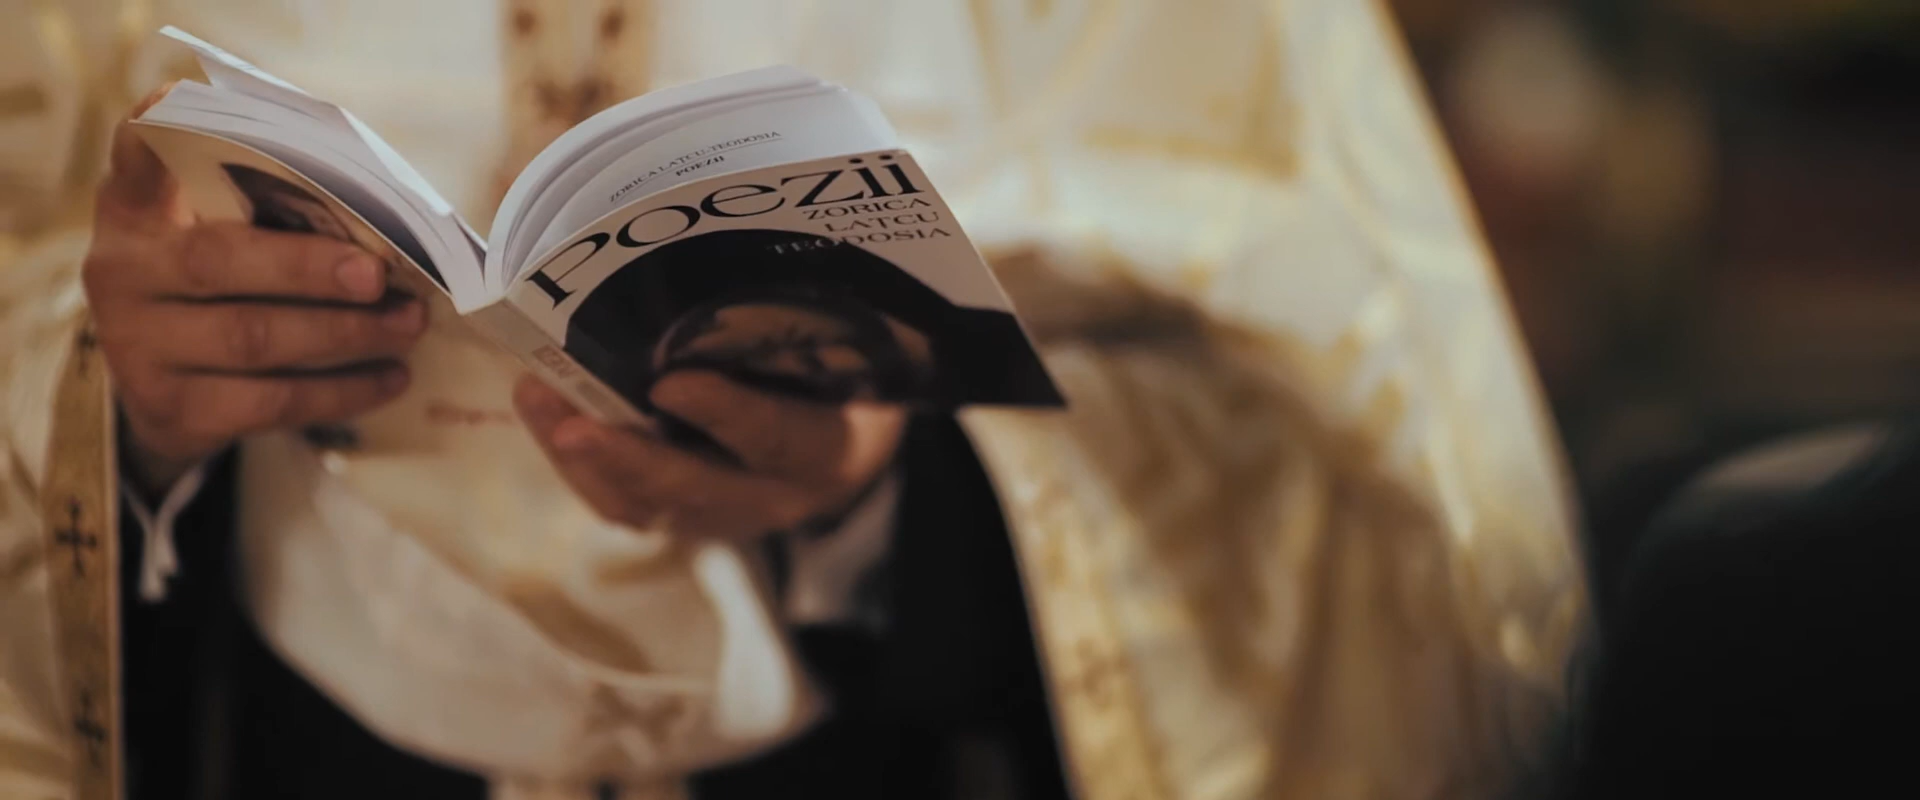 ZORICA LATCU-TEODOSIA
POEZII
Poezii
ZORICA
LATCU
TEODOSIA